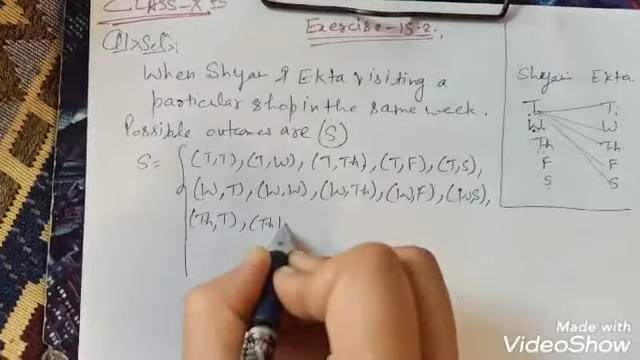 CLASS-X
Exercise-15.2.
Q1>Sol:
When Shyam & Ekta visiting a
particular shop in the same week.
Possible outcomes are (S)
S= { (T,T), (T,W), (T,Th), (T,F), (T,S),
(W,T), (W,W), (W,Th), (W,F), (W,S),
(Th,T), (Th
Shyam Ekta
T T
W W
Th Th
F F
S S
Made with
VideoShow